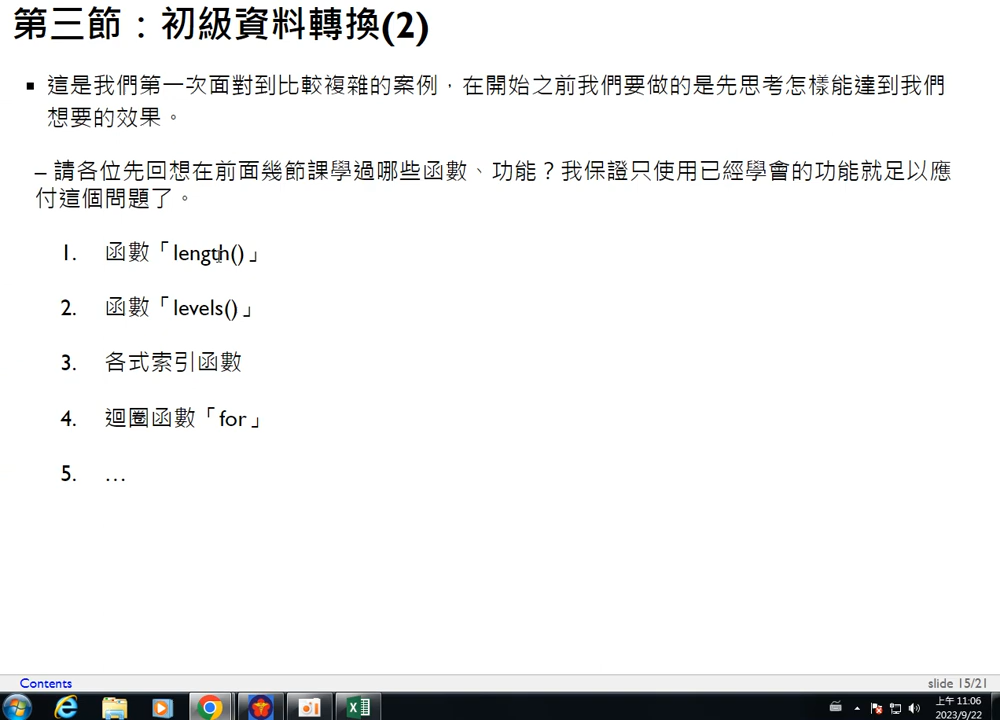 第三節：初級資料轉換(2)
▪ 這是我們第一次面對到比較複雜的案例，在開始之前我們要做的是先思考怎樣能達到我們
想要的效果。
– 請各位先回想在前面幾節課學過哪些函數、功能？我保證只使用已經學會的功能就足以應
付這個問題了。
1. 函數「length()」
2. 函數「levels()」
3. 各式索引函數
4. 迴圈函數「for」
5. …
Contents
slide 15/21
上午 11:06
2023/9/22